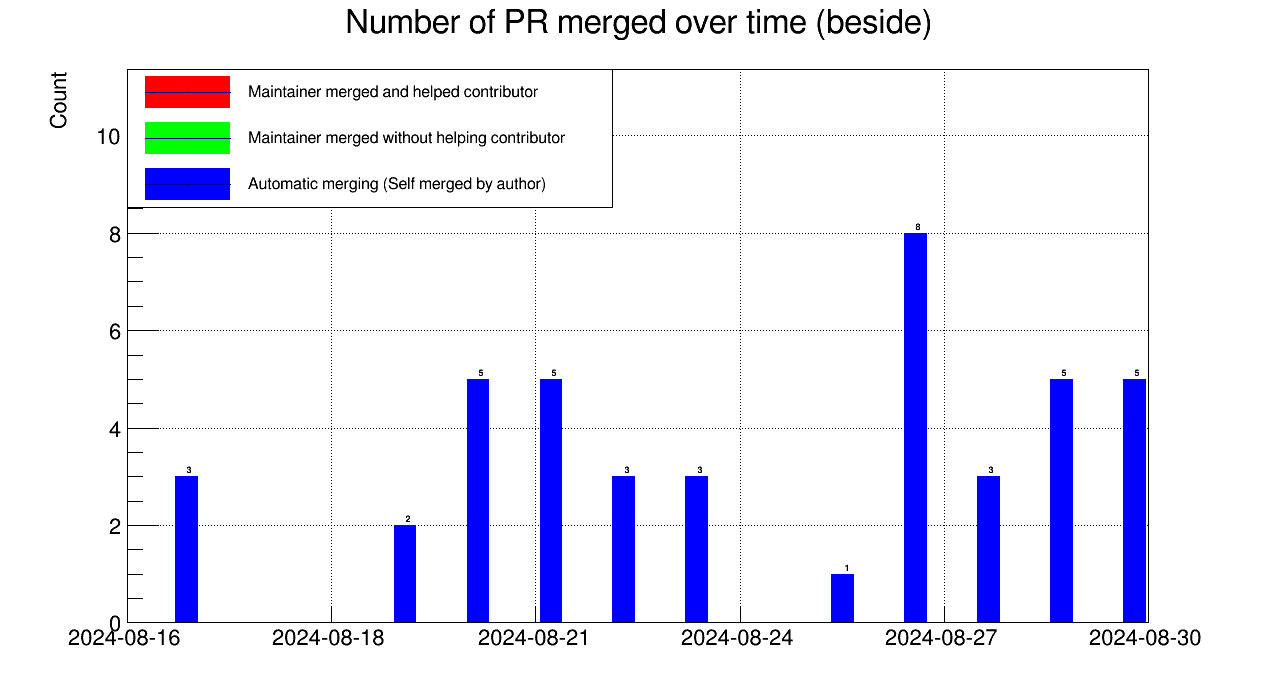 Number of PR merged over time (beside)
Count
Maintainer merged and helped contributor
Maintainer merged without helping contributor
Automatic merging (Self merged by author)
10
8
6
4
2
0
3
2
5
5
3
3
1
8
3
5
5
2024-08-16 2024-08-18 2024-08-21 2024-08-24 2024-08-27 2024-08-30